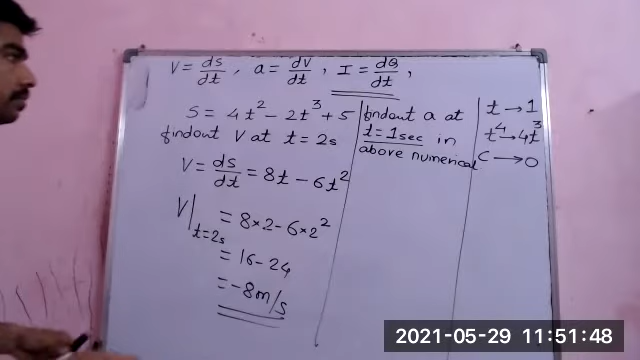 V = ds/dt , a = dV/dt , I = dQ/dt ,
S = 4t² - 2t³ + 5
findout V at t = 2s
V = ds/dt = 8t - 6t²
V|t=2s = 8×2 - 6×2²
= 16 - 24
= -8m/s
findout a at
t = 1sec in
above numerical
t → 1
t⁴ → 4t³
C → 0
2021-05-29 11:51:48